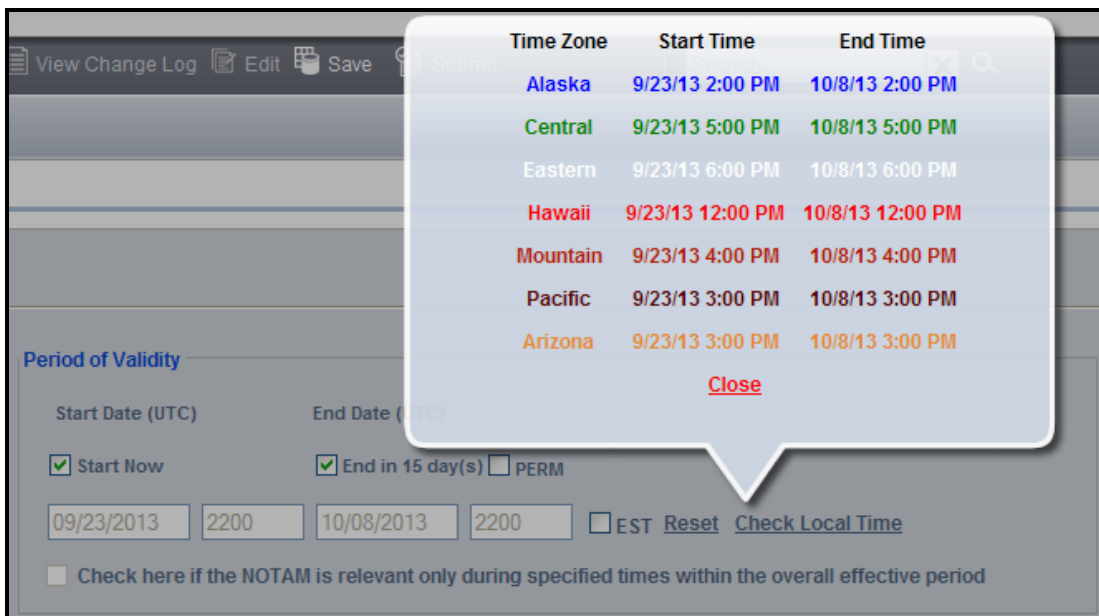 View Change Log Edit Save Submit Search
Time Zone Start Time End Time
Alaska 9/23/13 2:00 PM 10/8/13 2:00 PM
Central 9/23/13 5:00 PM 10/8/13 5:00 PM
Eastern 9/23/13 6:00 PM 10/8/13 6:00 PM
Hawaii 9/23/13 12:00 PM 10/8/13 12:00 PM
Mountain 9/23/13 4:00 PM 10/8/13 4:00 PM
Pacific 9/23/13 3:00 PM 10/8/13 3:00 PM
Arizona 9/23/13 3:00 PM 10/8/13 3:00 PM
Close
Period of Validity
Start Date (UTC) End Date (UTC)
Start Now End in 15 day(s) PERM
09/23/2013 2200 10/08/2013 2200 EST Reset Check Local Time
Check here if the NOTAM is relevant only during specified times within the overall effective period